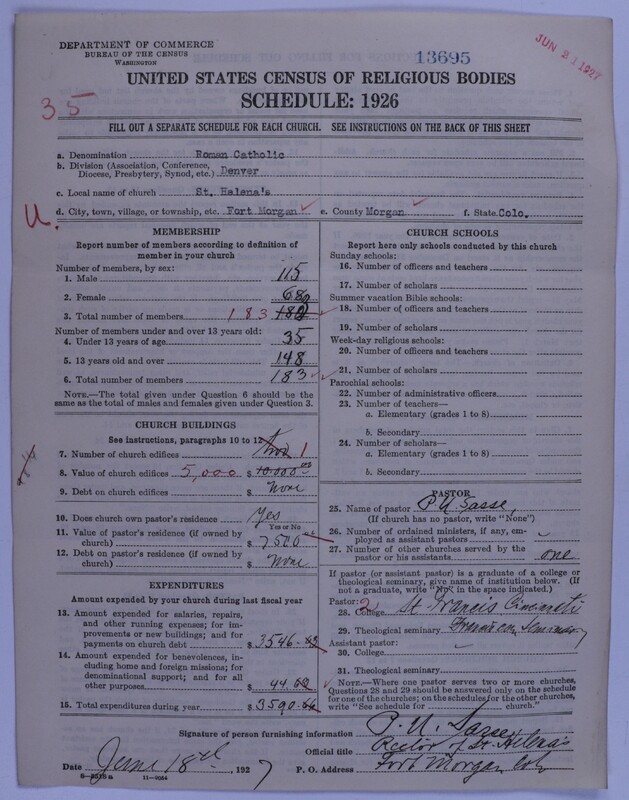 DEPARTMENT OF COMMERCE
BUREAU OF THE CENSUS
WASHINGTON
13695
JUN 21 1927
UNITED STATES CENSUS OF RELIGIOUS BODIES
35
SCHEDULE: 1926
FILL OUT A SEPARATE SCHEDULE FOR EACH CHURCH. SEE INSTRUCTIONS ON THE BACK OF THIS SHEET
a. Denomination Roman Catholic
b. Division (Association, Conference, Diocese, Presbytery, Synod, etc.) Denver
c. Local name of church St. Helena's
U. d. City, town, village, or township, etc. Fort Morgan e. County Morgan f. State Colo.
MEMBERSHIP
Report number of members according to definition of
member in your church
Number of members, by sex:
1. Male 115
2. Female 68
3. Total number of members 183 182
Number of members under and over 13 years old:
4. Under 13 years of age 35
5. 13 years old and over 148
6. Total number of members 183
NOTE.—The total given under Question 6 should be
same as the total of males and females given under Question 3.
CHURCH BUILDINGS
See instructions, paragraphs 10 to 12
7. Number of church edifices two 1
8. Value of church edifices 5,000 $ 10.000.00
9. Debt on church edifices $ None
10. Does church own pastor's residence Yes
Yes or No
11. Value of pastor's residence (if owned by
church) $ 7500
12. Debt on pastor's residence (if owned by
church) $ None
EXPENDITURES
Amount expended by your church during last fiscal year
13. Amount expended for salaries, repairs,
and other running expenses; for im-
provements or new buildings; and for
payments on church debt $ 3546.
14. Amount expended for benevolences,
including home and foreign missions; for
denominational support; and for all
other purposes $ 44.
15. Total expenditures during year $ 3590.
CHURCH SCHOOLS
Report here only schools conducted by this church
Sunday schools:
16. Number of officers and teachers
17. Number of scholars
Summer vacation Bible schools:
18. Number of officers and teachers
19. Number of scholars
Week-day religious schools:
20. Number of officers and teachers
21. Number of scholars
Parochial schools:
22. Number of administrative officers
23. Number of teachers—
a. Elementary (grades 1 to 8)
b. Secondary
24. Number of scholars—
a. Elementary (grades 1 to 8)
b. Secondary
PASTOR
25. Name of pastor P. U. Sasse,
(If church has no pastor, write "None")
26. Number of ordained ministers, if any, em-
ployed as assistant pastors
27. Number of other churches served by the
pastor or his assistants one
If pastor (or assistant pastor) is a graduate of a college or
theological seminary, give name of institution below. (If
not a graduate, write "No" in the space indicated.)
Pastor: 2
28. College St. Francis Cincinatti
29. Theological seminary Franciscan Seminary
Assistant pastor:
30. College
31. Theological seminary
NOTE.—Where one pastor serves two or more churches,
Questions 28 and 29 should be answered only on the schedule
for one of the churches; on the schedules for the other churches,
write "See schedule for church."
Signature of person furnishing information P. U. Sasse
Official title Rector of St. Helenas
Date June 18th, 1927 P. O. Address Fort Morgan Colo
11—9054